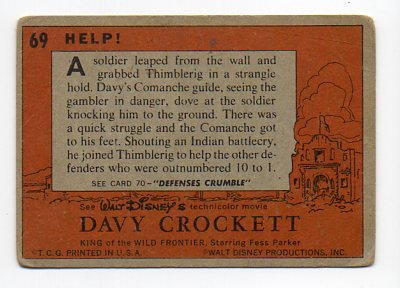 69 HELP!
A soldier leaped from the wall and
grabbed Thimblerig in a strangle
hold. Davy's Comanche guide, seeing the
gambler in danger, dove at the soldier
knocking him to the ground. There was
a quick struggle and the Comanche got
to his feet. Shouting an Indian battlecry,
he joined Thimblerig to help the other de-
fenders who were outnumbered 10 to 1.
SEE CARD 70—"DEFENSES CRUMBLE"
See WALT DISNEY'S technicolor movie
DAVY CROCKETT
KING of the WILD FRONTIER, Starring Fess Parker
T.C.G. PRINTED IN U.S.A. WALT DISNEY PRODUCTIONS, INC.